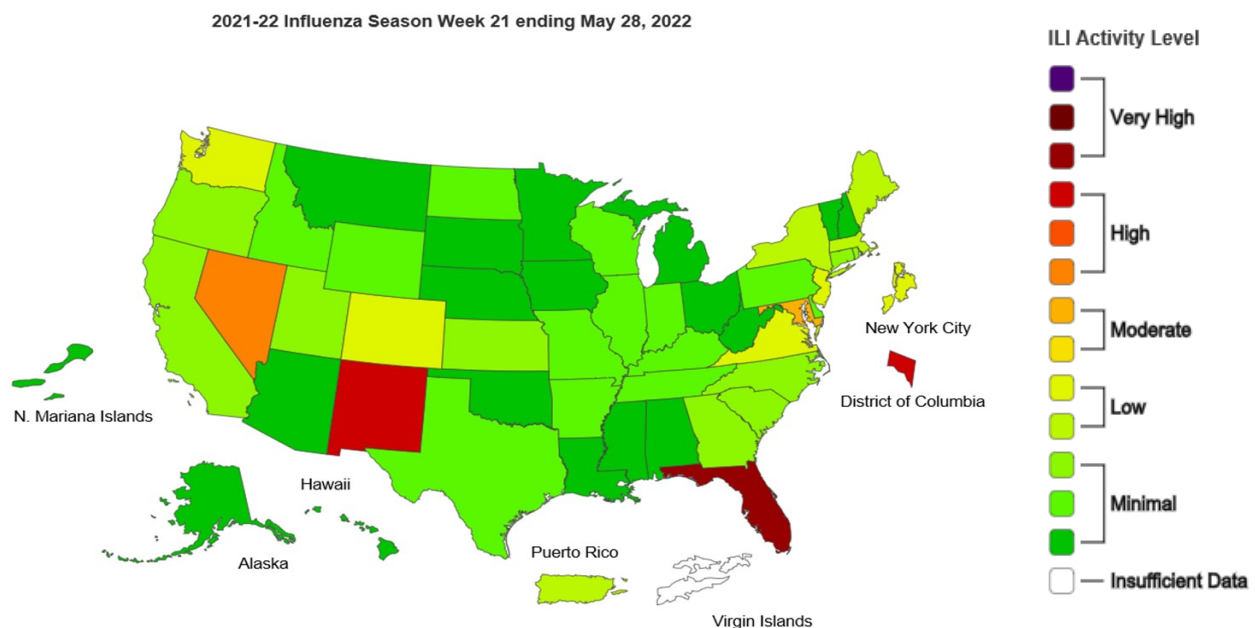 2021-22 Influenza Season Week 21 ending May 28, 2022
ILI Activity Level
Very High
High
Moderate
Low
Minimal
Insufficient Data
New York City
District of Columbia
N. Mariana Islands
Hawaii
Alaska
Puerto Rico
Virgin Islands